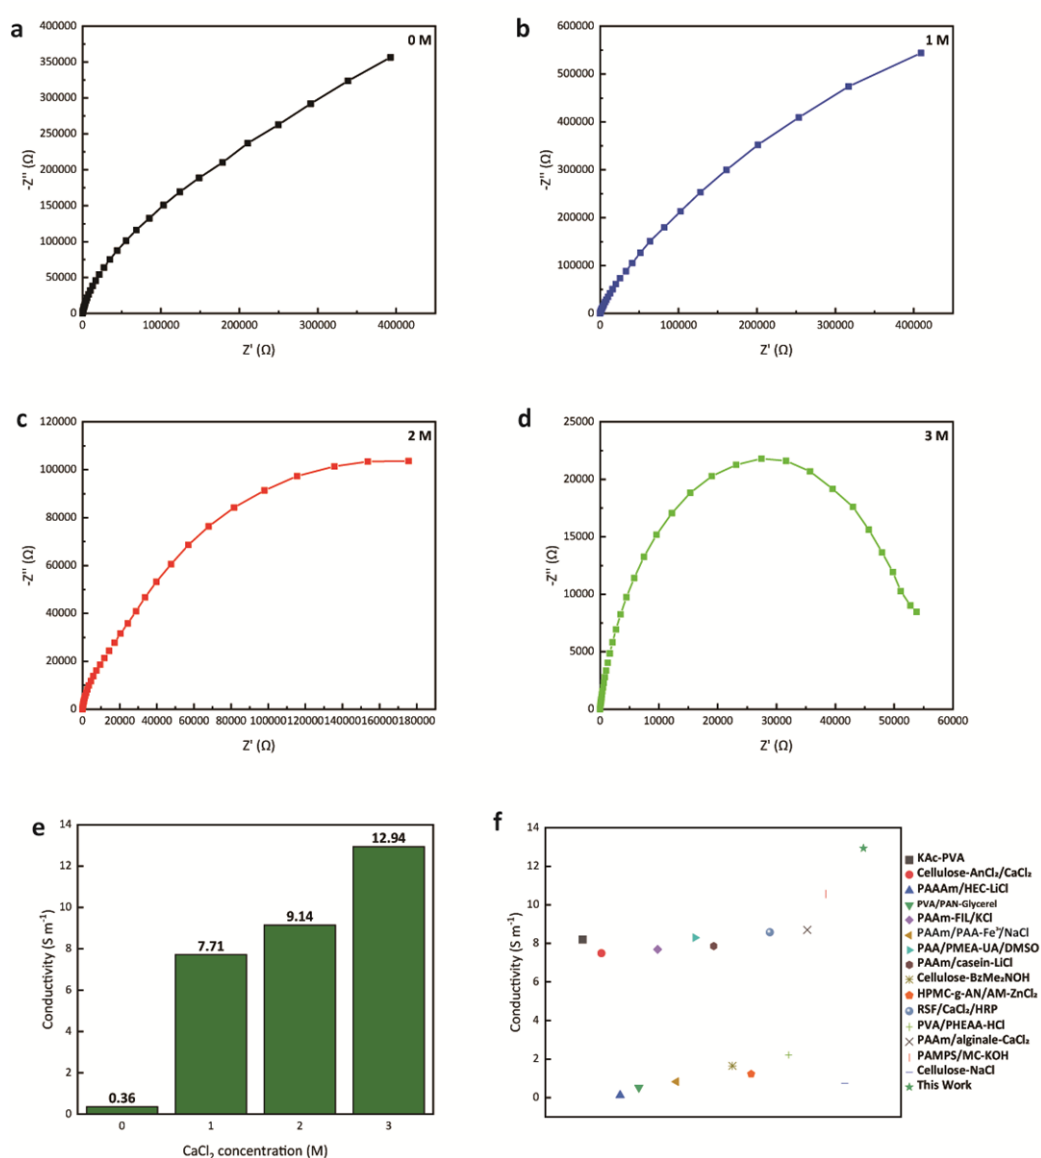 a
0 M
400000
350000
300000
250000
200000
150000
100000
50000
0
-Z'' (Ω)
0 100000 200000 300000 400000
Z' (Ω)
b
1 M
600000
500000
400000
300000
200000
100000
0
-Z'' (Ω)
0 100000 200000 300000 400000
Z' (Ω)
c
2 M
120000
100000
80000
60000
40000
20000
0
-Z'' (Ω)
0 20000 40000 60000 80000 100000 120000 140000 160000 180000
Z' (Ω)
d
3 M
25000
20000
15000
10000
5000
0
-Z'' (Ω)
0 10000 20000 30000 40000 50000 60000
Z' (Ω)
e
14
12
10
8
6
4
2
0
Conductivity (S m⁻¹)
0.36
7.71
9.14
12.94
0 1 2 3
CaCl₂ concentration (M)
f
14
12
10
8
6
4
2
0
Conductivity (S m⁻¹)
KAc-PVA
Cellulose-AnCl₂/CaCl₂
PAAAm/HEC-LiCl
PVA/PAN-Glycerel
PAAm-FIL/KCl
PAAm/PAA-Fe³⁄/NaCl
PAA/PMEA-UA/DMSO
PAAm/casein-LiCl
Cellulose-BzMe₂NOH
HPMC-g-AN/AM-ZnCl₂
RSF/CaCl₂/HRP
PVA/PHEAA-HCl
PAAm/alginale-CaCl₂
PAMPS/MC-KOH
Cellulose-NaCl
This Work